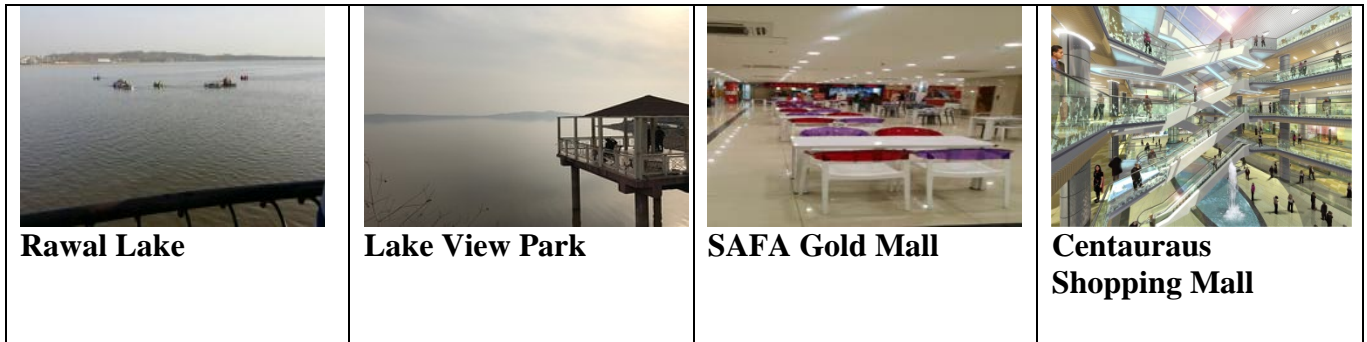 Rawal Lake
Lake View Park
SAFA Gold Mall
Centauraus
Shopping Mall